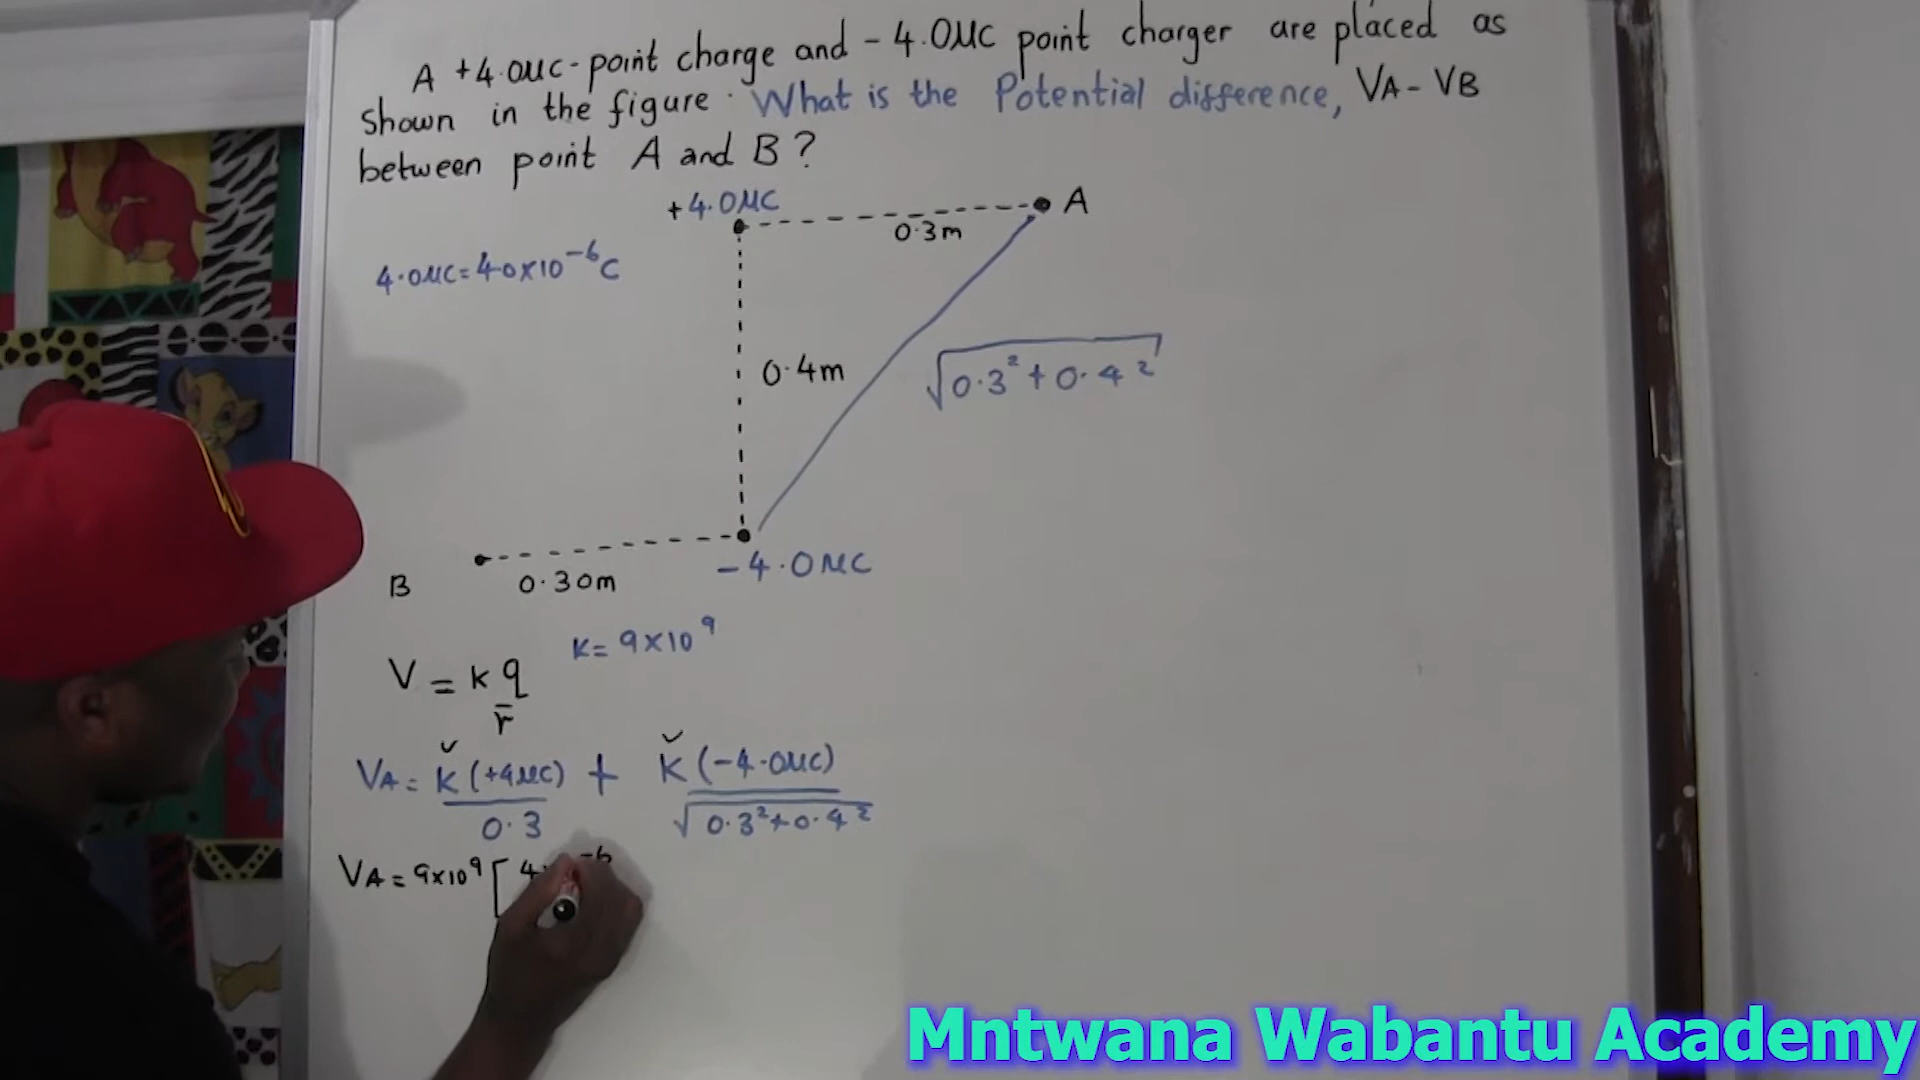 A +4.0µC-point charge and -4.0µC point charger are placed as
shown in the figure. What is the Potential difference, VA-VB
between point A and B?
+4.0µC
A
0.3m
4.0µC=4.0x10⁻⁶C
0.4m
√0.3²+0.4²
B
0.30m
-4.0µC
K=9x10⁹
V=kq
r
VA=K(+4µC) + K(-4.0µC)
0.3 √0.3²+0.4²
VA=9x10⁹[4 -6
Mntwana Wabantu Academy